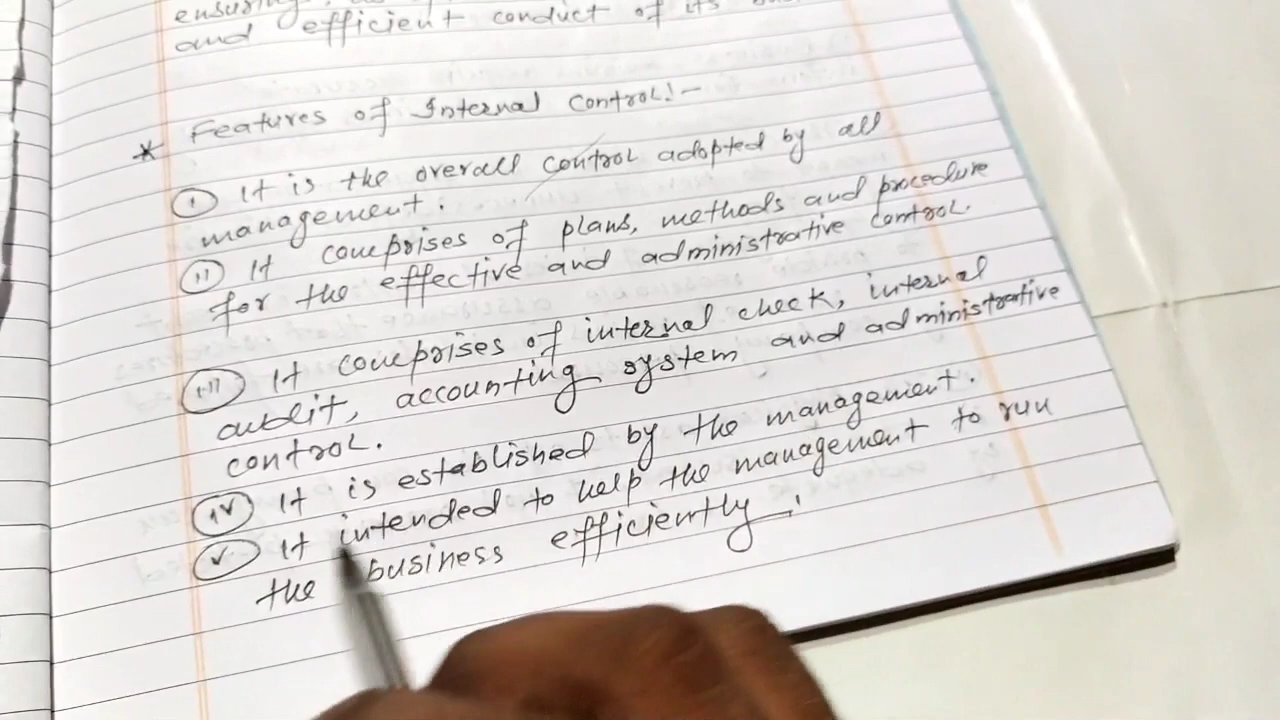 ensuring,
and efficient conduct of its
* Features of Internal Control:-
(i) It is the overall control adopted by all
management.
(ii) It comprises of plans, methods and procedure
for the effective and administrative control.
(iii) It comprises of internal check, internal
audit, accounting system and administrative
control.
(iv) It is established by the management.
(v) It intended to help the management to run
the business efficiently.